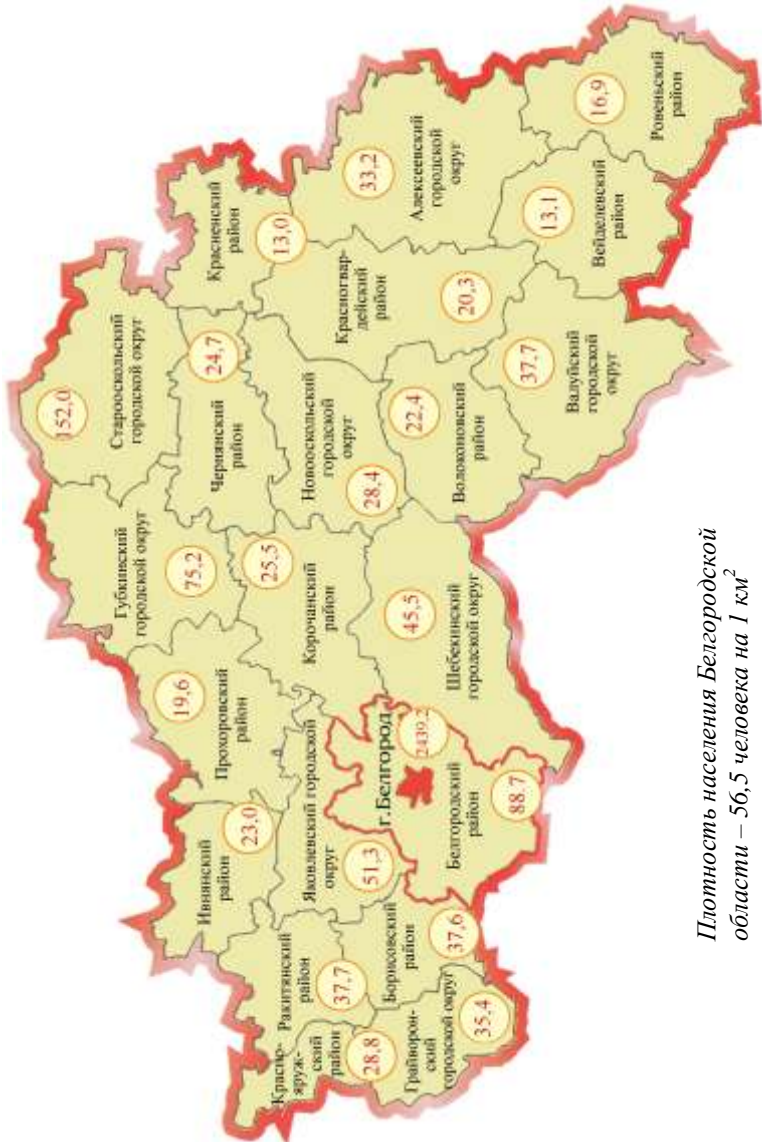 Красно-
яруж-
ский
район
28,8
Грайворон-
ский
городской округ
35,4
Ракитянский
район
37,7
Борисовский
район
37,6
Ивнянский
район
23,0
Яковлевский городской
округ
51,3
г.Белгород
2439,2
Белгородский
район
88,7
Прохоровский
район
19,6
Губкинский
городской округ
75,2
Корочанский
район
25,5
Шебекинский
городской округ
45,5
Старооскольский
городской округ
152,0
Чернянский
район
24,7
Новооскольский
городской
округ
28,4
Волоконовский
район
22,4
Красненский
район
13,0
Красногвар-
дейский
район
20,3
Валуйский
городской
округ
37,7
Алексеевский
городской
округ
33,2
Вейделевский
район
13,1
Ровеньский
район
16,9
Плотность населения Белгородской
области – 56,5 человека на 1 км²